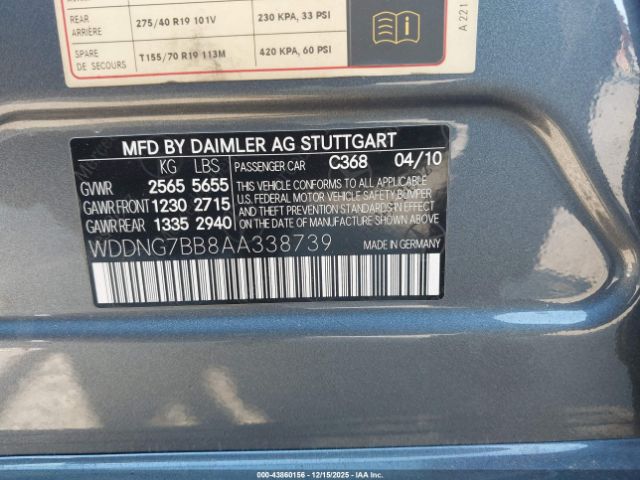 REAR 275/40 R19 101V 230 KPA, 33 PSI
ARRIÈRE
SPARE T155/70 R19 113M 420 KPA, 60 PSI
DE SECOURS
A 221
MFD BY DAIMLER AG STUTTGART
KG LBS PASSENGER CAR C368 04/10
GVWR 2565 5655 THIS VEHICLE CONFORMS TO ALL APPLICABLE
GAWR FRONT 1230 2715 U.S. FEDERAL MOTOR VEHICLE SAFETY, BUMPER
GAWR REAR 1335 2940 AND THEFT PREVENTION STANDARDS IN EFFECT
ON THE DATE OF MANUFACTURE SHOWN ABOVE.
WDDNG7BB8AA338739 MADE IN GERMANY
©2000-43860156 - 12/15/2025 - IAA, Inc.